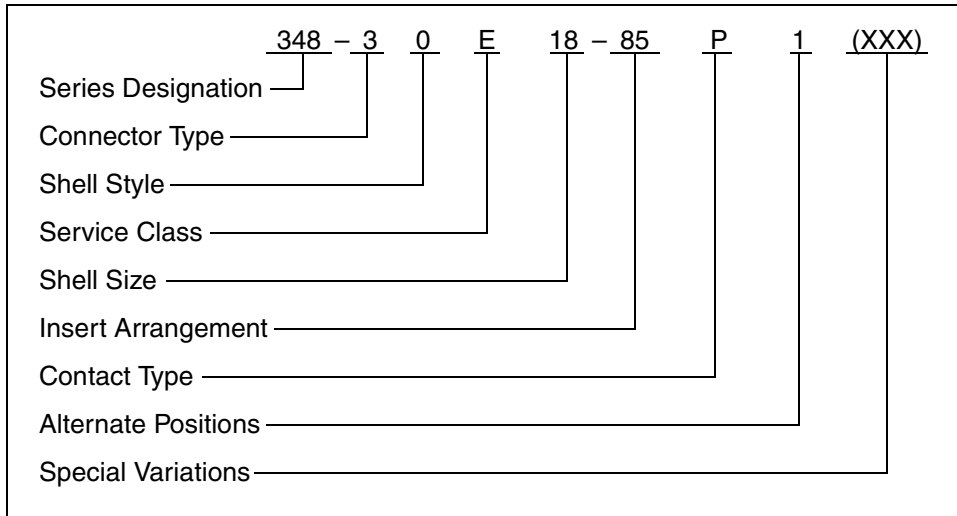 348 – 3 0 E 18 – 85 P 1 (XXX)
Series Designation
Connector Type
Shell Style
Service Class
Shell Size
Insert Arrangement
Contact Type
Alternate Positions
Special Variations